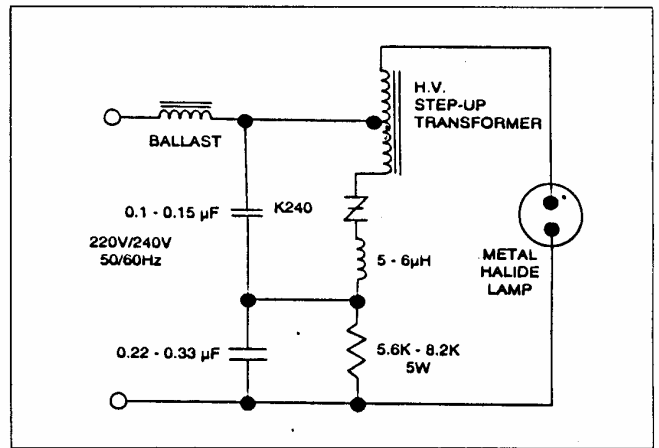 H.V.
STEP-UP
TRANSFORMER
BALLAST
0.1 - 0.15 µF
K240
220V/240V
50/60Hz
5 - 6µH
METAL
HALIDE
LAMP
0.22 - 0.33 µF
5.6K - 8.2K
5W